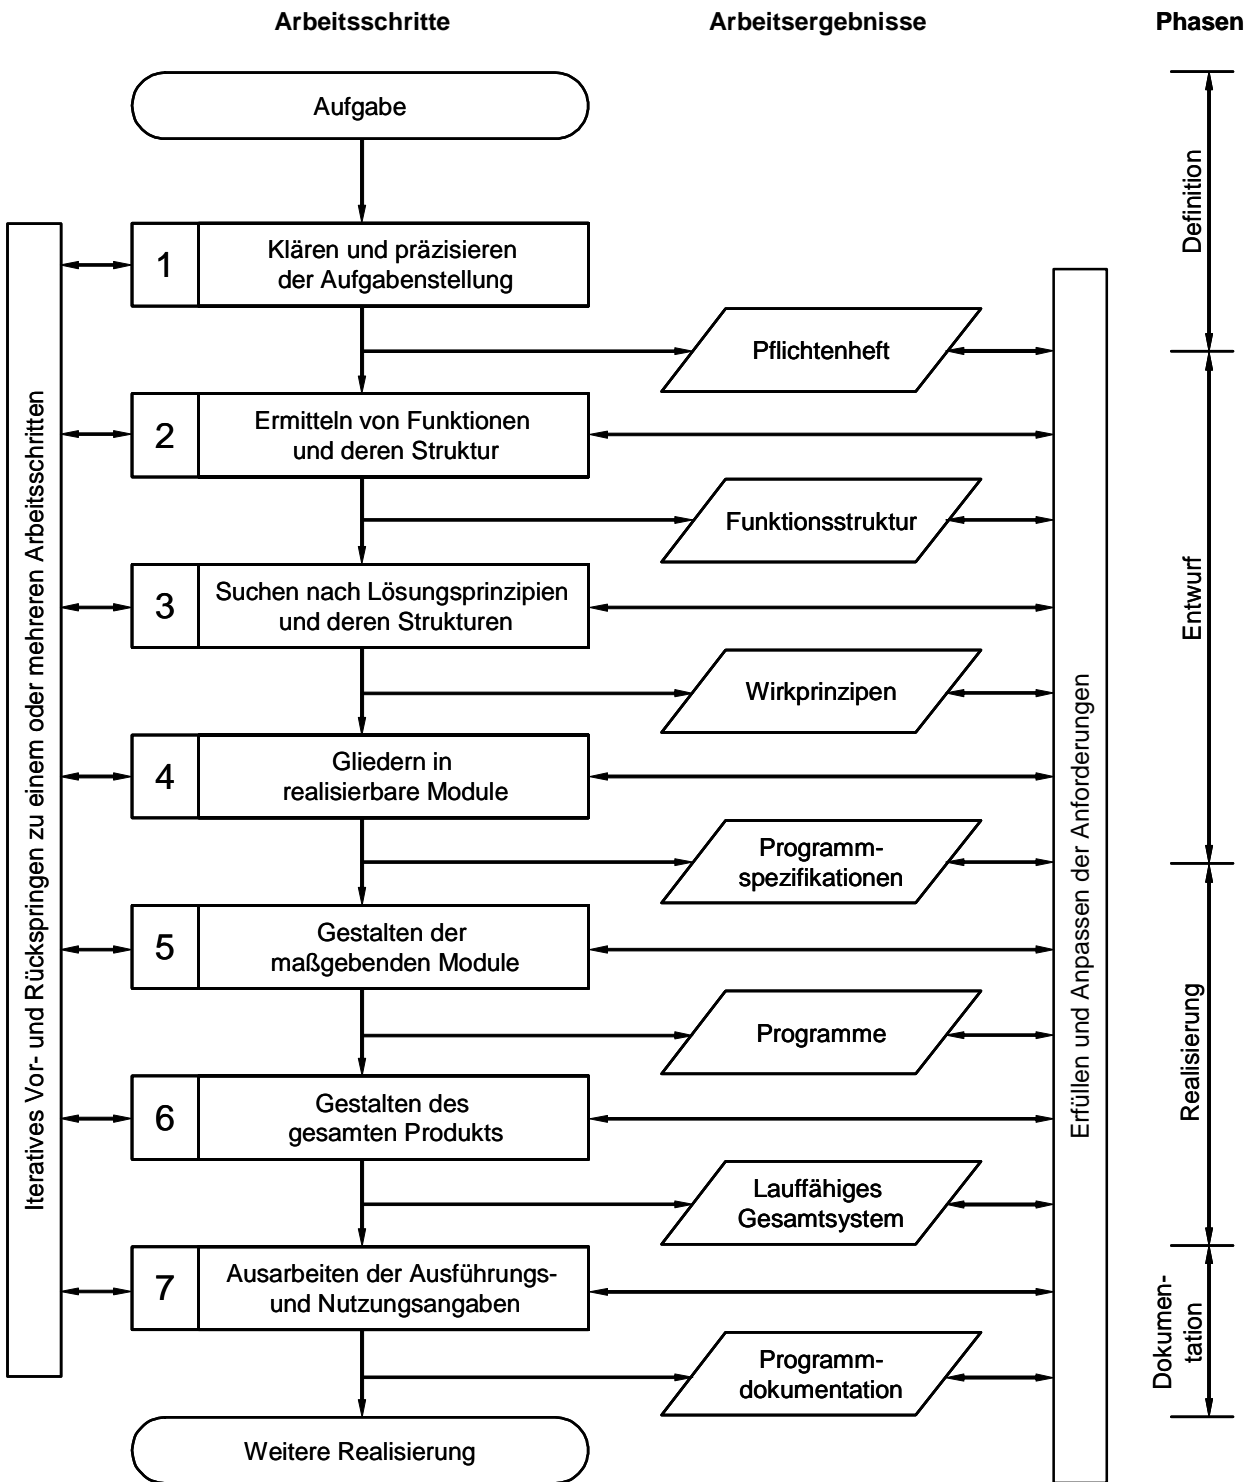 Arbeitsschritte
Arbeitsergebnisse
Phasen
Aufgabe
1
Klären und präzisieren
der Aufgabenstellung
Pflichtenheft
2
Ermitteln von Funktionen
und deren Struktur
Funktionsstruktur
3
Suchen nach Lösungsprinzipien
und deren Strukturen
Wirkprinzipen
4
Gliedern in
realisierbare Module
Programm-
spezifikationen
5
Gestalten der
maßgebenden Module
Programme
6
Gestalten des
gesamten Produkts
Lauffähiges
Gesamtsystem
7
Ausarbeiten der Ausführungs-
und Nutzungsangaben
Programm-
dokumentation
Weitere Realisierung
Iteratives Vor- und Rückspringen zu einem oder mehreren Arbeitsschritten
Erfüllen und Anpassen der Anforderungen
Definition
Entwurf
Realisierung
Dokumen-
tation